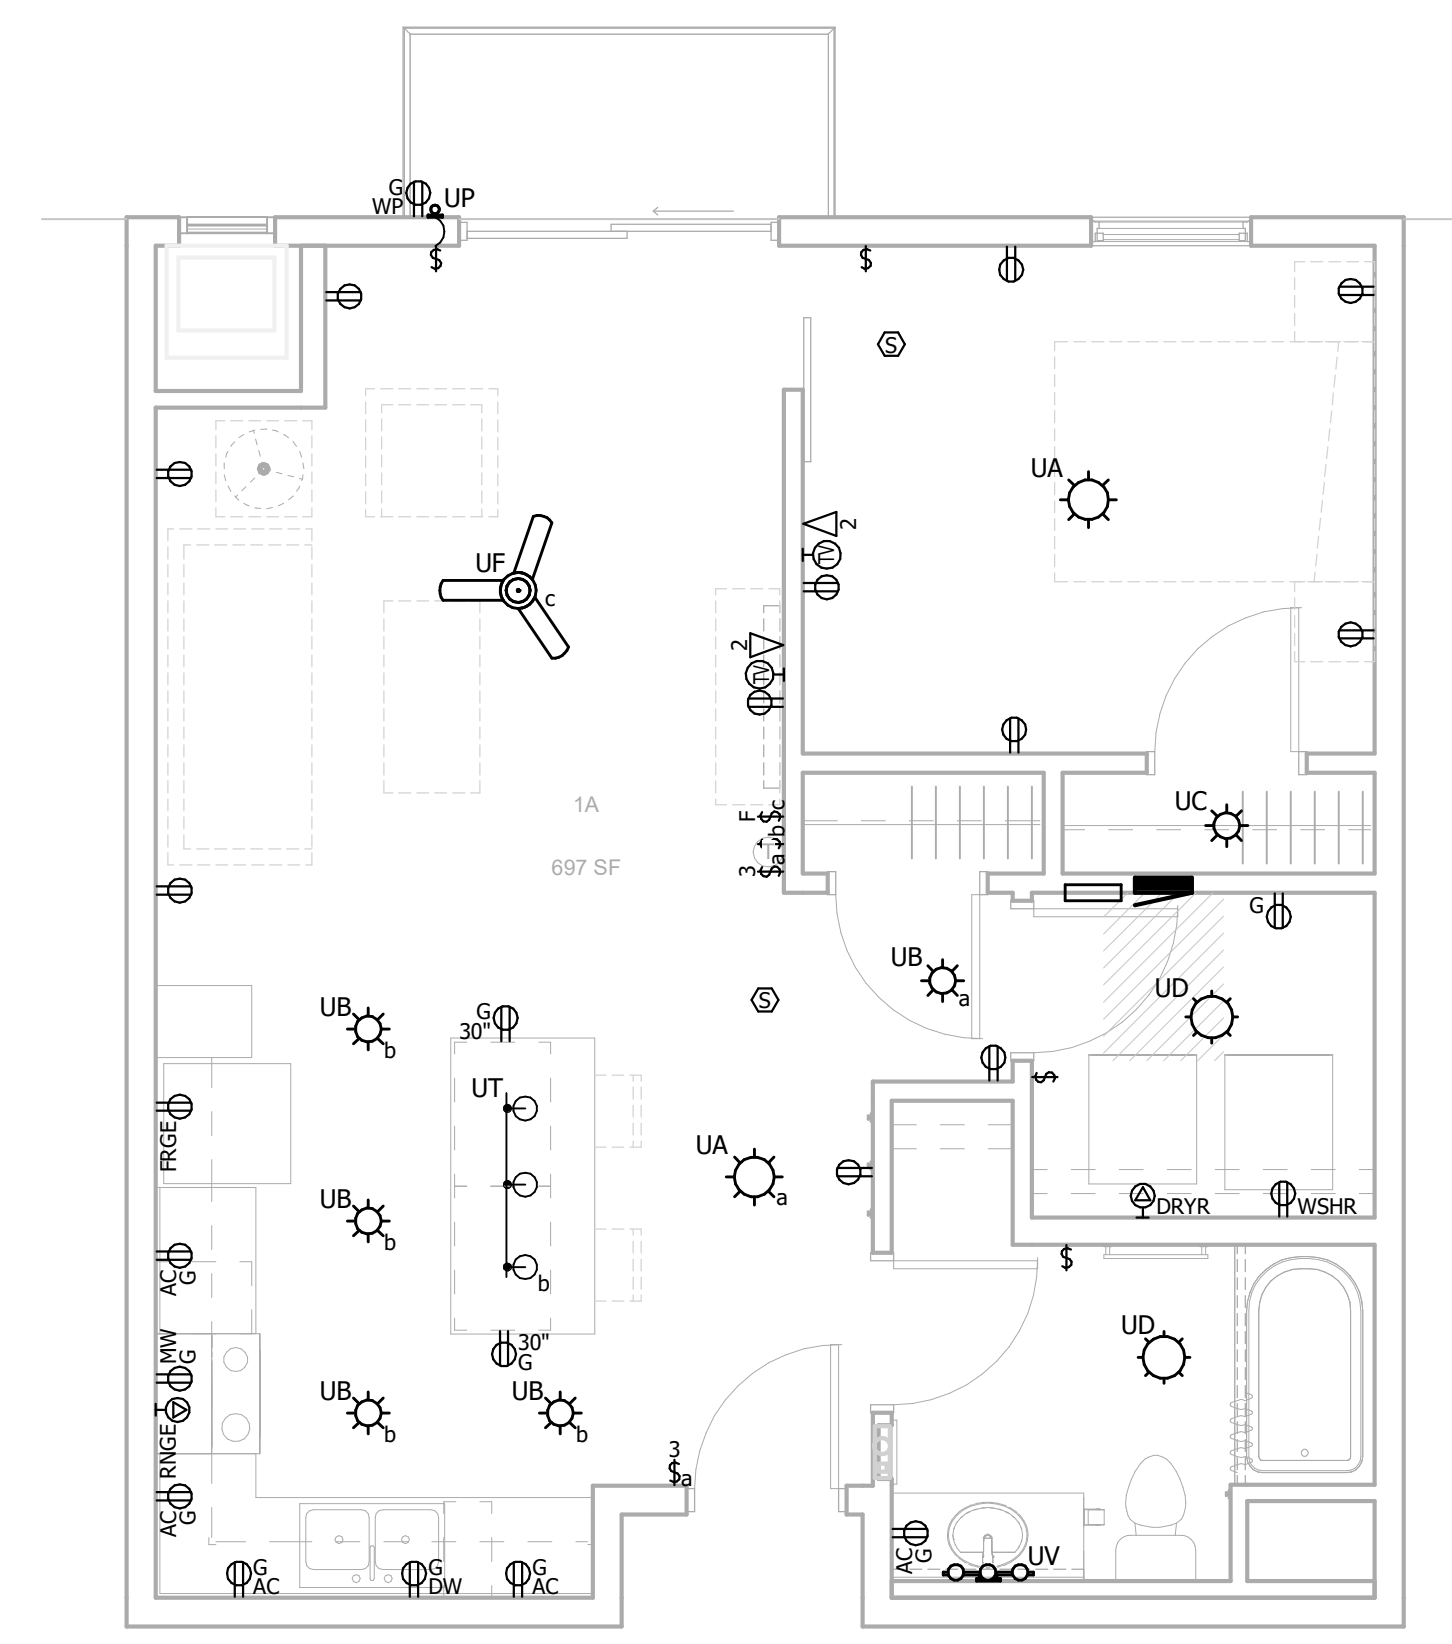 G
WP
UP
$
$
S
UA
2
TV
UF
c
2
TV
1A
697 SF
F
$c
$b
T
3
$a
UC
G
UB
a
UD
S
UB
b
G
30"
UT
$
FRGE
UA
a
UB
b
DRYR
WSHR
AC
G
$
b
MW
G
30"
G
UD
RNGE
UB
b
UB
b
3
$a
AC
G
AC
G
UV
G
AC
G
DW
G
AC